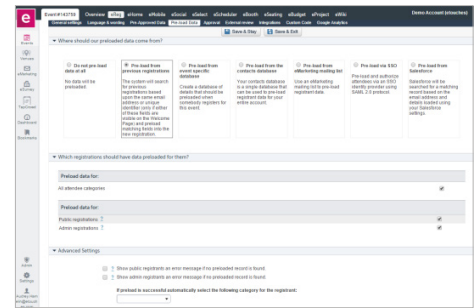 e
Event#143759 Overview eReg eHome eMobile eSocial eSelect eScheduler eBooth eSeating eBudget eProject eWiki
Demo Account (etouches)
General settings Language & wording Pre-Approved Data Pre-load Data Approval External review Integrations Custom Code Google Analytics
Save & Stay Save & Exit
Events
eMarketing
Dashboard
Bookmarks
Admin
Settings
Where should our preloaded data come from?
Do not pre-load data at all
No data will be preloaded.
Pre-load from previous registrations
The system will search for previous registrations based upon the same email address or unique identifier (only if either of these fields are visible on the Welcome Page) and preload matching fields into the new registration.
Pre-load from event specific database
Create a database of details that should be preloaded when somebody registers for this event.
Pre-load from the contacts database
Your contacts database is a single database that can be used to pre-load registrant data for your entire account.
Pre-load from eMarketing mailing list
Use an eMarketing mailing list to pre-load registrant data.
Pre-load via SSO
Pre-load and authorize attendees via an SSO identity provider using SAML 2.0 protocol
Pre-load from Salesforce
Salesforce will be searched for a matching record based on the email address and details loaded using your Salesforce settings.
Which registrations should have data preloaded for them?
Preload data for:
All attendee categories
Preload data for:
Public registrations ?
Admin registrations ?
Advanced Settings
? Show public registrants an error message if no preloaded record is found.
? Show admin registrants an error message if no preloaded record is found.
If preload is successful automatically select the following category for the registrant: